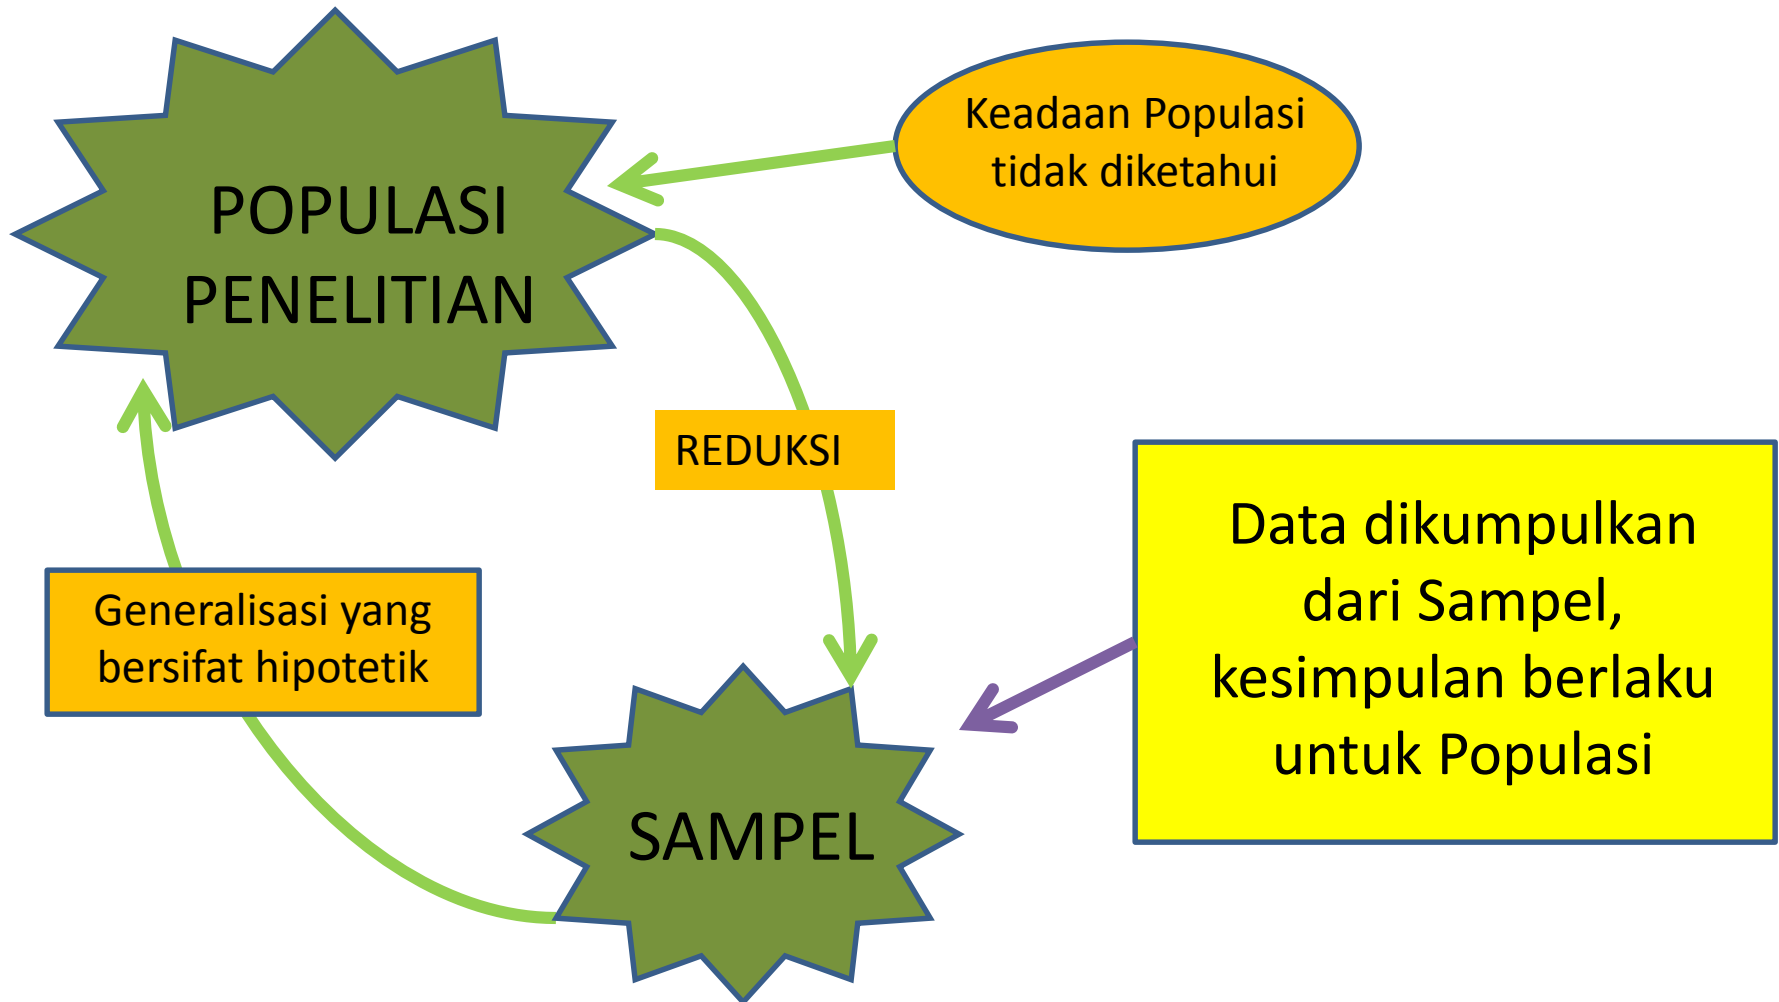 POPULASI
PENELITIAN
Keadaan Populasi
tidak diketahui
REDUKSI
Generalisasi yang
bersifat hipotetik
Data dikumpulkan
dari Sampel,
kesimpulan berlaku
untuk Populasi
SAMPEL